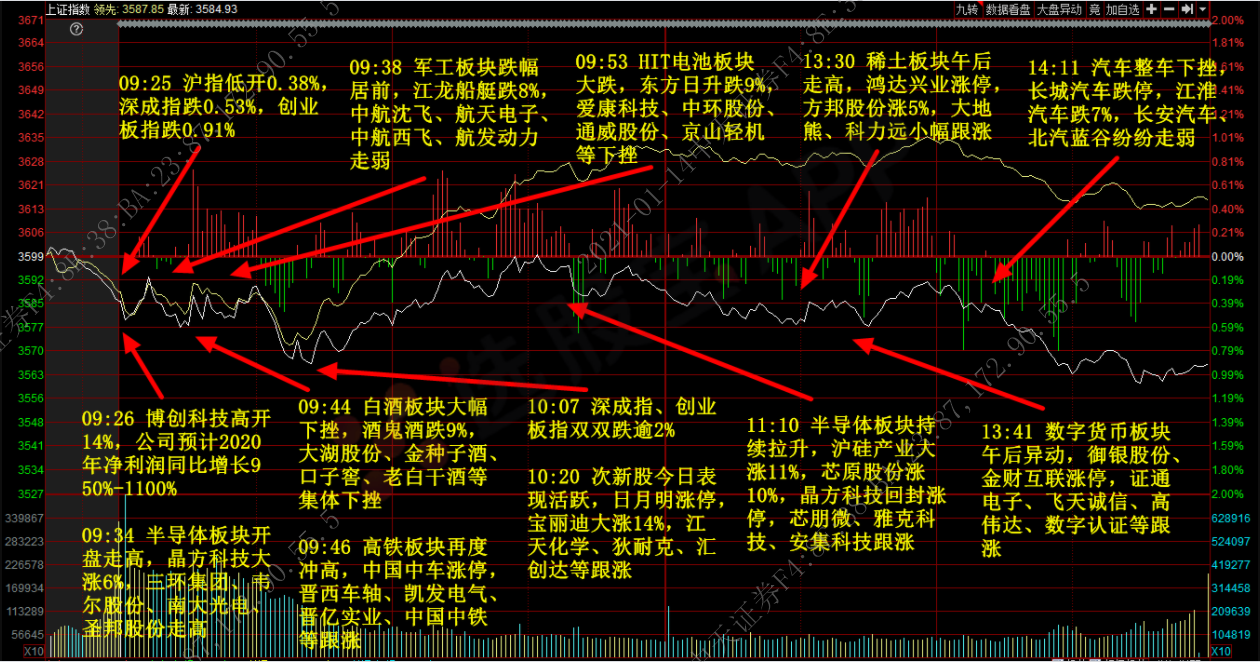 上证指数 领先: 3587.85 最新: 3584.93
九转 数据看盘 大盘异动 竞 加自选
3671
3664
3656
3649
3642
3635
3628
3621
3613
3606
3599
3592
3585
3577
3570
3563
3556
3548
3541
3534
3527
339867
283223
226578
169934
113289
56645
X10
2.00%
1.81%
1.61%
1.41%
1.21%
1.01%
0.81%
0.61%
0.40%
0.21%
0.00%
0.19%
0.39%
0.59%
0.79%
0.99%
1.19%
1.39%
1.59%
1.80%
2.00%
628916
524097
419277
314458
209639
104819
X10
09:25 沪指低开0.38%,
深成指跌0.53%, 创业
板指跌0.91%
09:38 军工板块跌幅
居前, 江龙船艇跌8%,
中航沈飞、航天电子、
中航西飞、航发动力
走弱
09:53 HIT电池板块
大跌, 东方日升跌9%,
爱康科技、中环股份、
通威股份、京山轻机
等下挫
13:30 稀土板块午后
走高, 鸿达兴业涨停,
方邦股份涨5%, 大地
熊、科力远小幅跟涨
14:11 汽车整车下挫,
长城汽车跌停, 江淮
汽车跌7%, 长安汽车、
北汽蓝谷纷纷走弱
09:26 博创科技高开
14%, 公司预计2020
年净利润同比增长9
50%-1100%
09:34 半导体板块开
盘走高, 晶方科技大
涨6%, 三环集团、韦
尔股份、南大光电、
圣邦股份走高
09:44 白酒板块大幅
下挫, 酒鬼酒跌9%,
大湖股份、金种子酒、
口子窖、老白干酒等
集体下挫
09:46 高铁板块再度
冲高, 中国中车涨停,
晋西车轴、凯发电气、
晋亿实业、中国中铁
等跟涨
10:07 深成指、创业
板指双双跌逾2%
10:20 次新股今日表
现活跃, 日月明涨停,
宝丽迪大涨14%, 江
天化学、狄耐克、汇
创达等跟涨
11:10 半导体板块持
续拉升, 沪硅产业大
涨11%, 芯原股份涨
10%, 晶方科技回封涨
停, 芯朋微、雅克科
技、安集科技跟涨
13:41 数字货币板块
午后异动, 御银股份、
金财互联涨停, 证通
电子、飞天诚信、高
伟达、数字认证等跟
涨